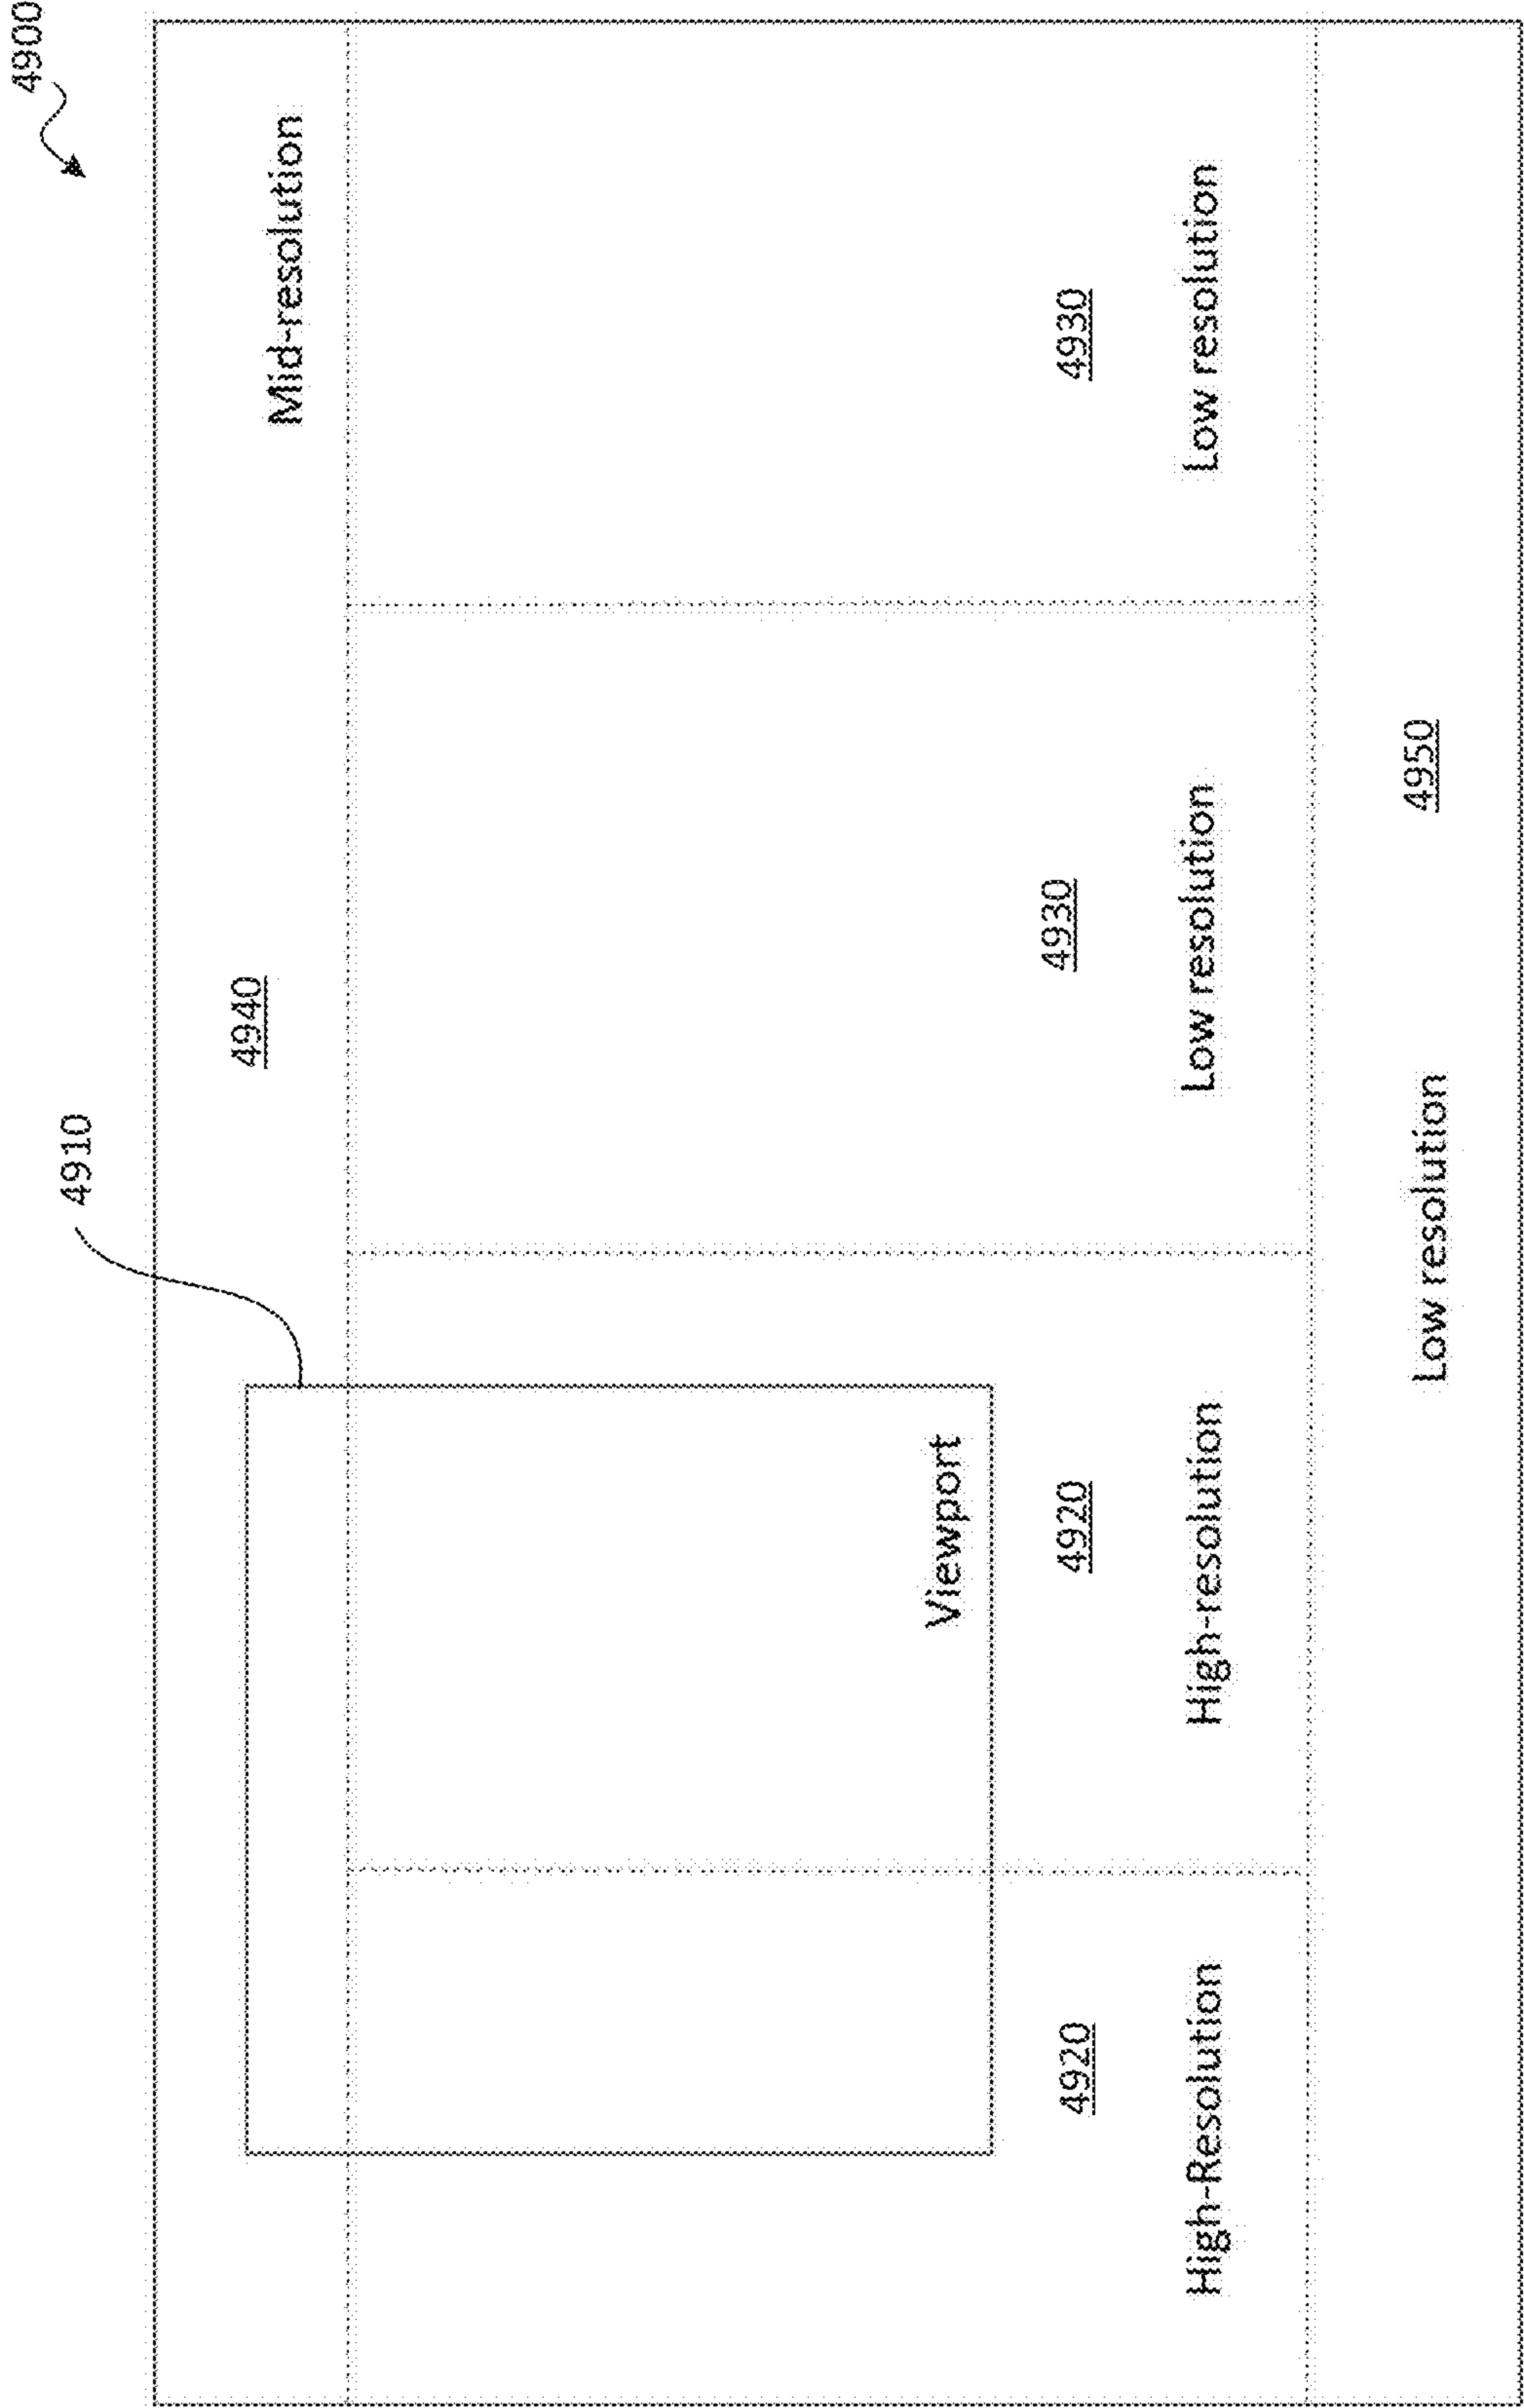 4900
4910
4940
Mid-resolution
Viewport
4920
4920
4930
4930
High-Resolution
High-resolution
Low resolution
Low resolution
Low resolution
4950